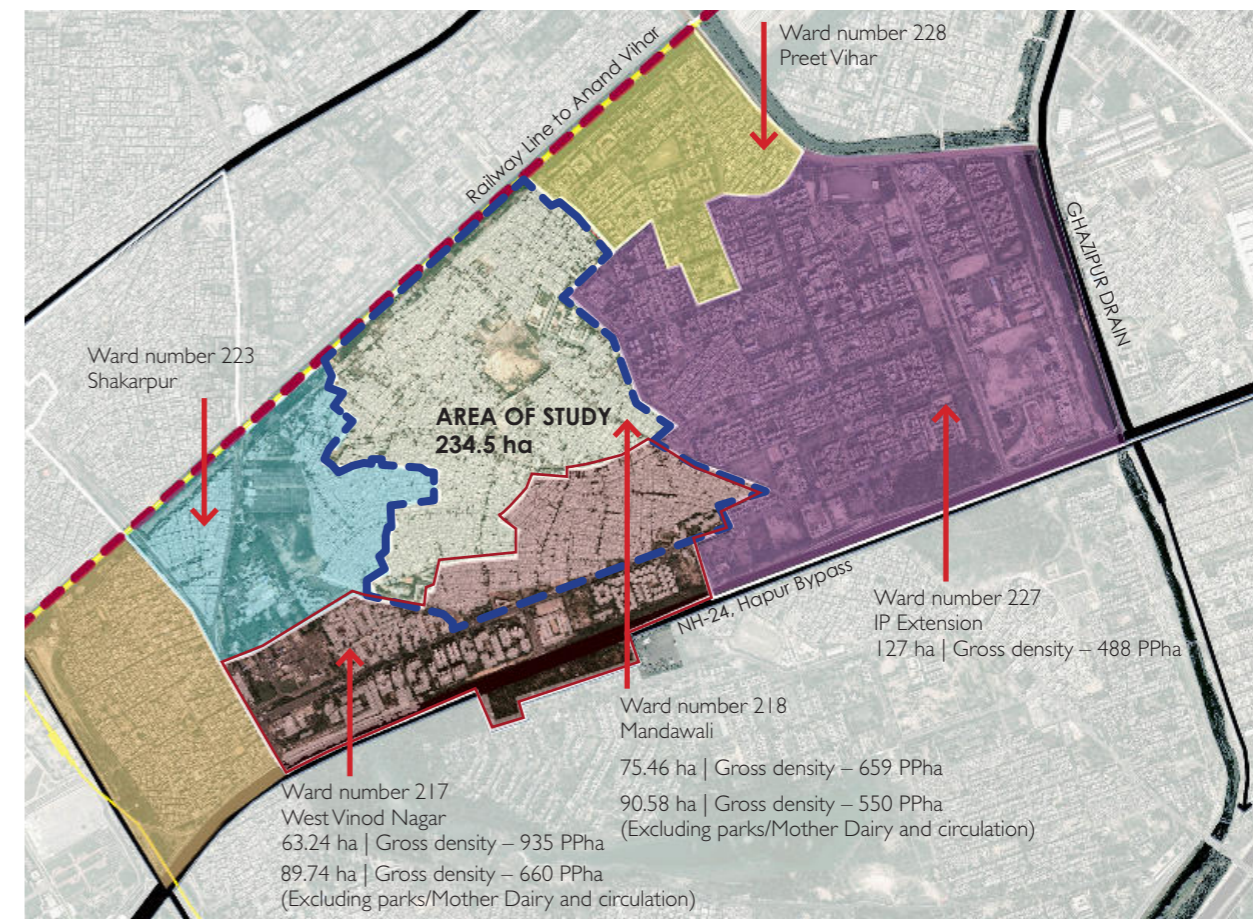 Ward number 228
Preet Vihar
Railway Line to Anand Vihar
GHAZIPUR DRAIN
Ward number 223
Shakarpur
AREA OF STUDY
234.5 ha
NH-24, Hapur Bypass
Ward number 227
IP Extension
127 ha | Gross density – 488 PPha
Ward number 218
Mandawali
75.46 ha | Gross density – 659 PPha
90.58 ha | Gross density – 550 PPha
(Excluding parks/Mother Dairy and circulation)
Ward number 217
West Vinod Nagar
63.24 ha | Gross density – 935 PPha
89.74 ha | Gross density – 660 PPha
(Excluding parks/Mother Dairy and circulation)